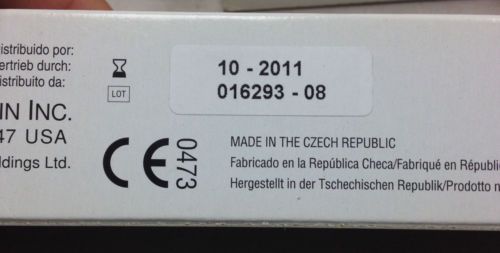 istribuido por:
ertrieb durch:
istribuito da:
IN INC.
47 USA
ldings Ltd.
LOT
10 - 2011
016293 - 08
CE 0473
MADE IN THE CZECH REPUBLIC
Fabricado en la República Checa/Fabriqué en Républi
Hergestellt in der Tschechischen Republik/Prodotto n